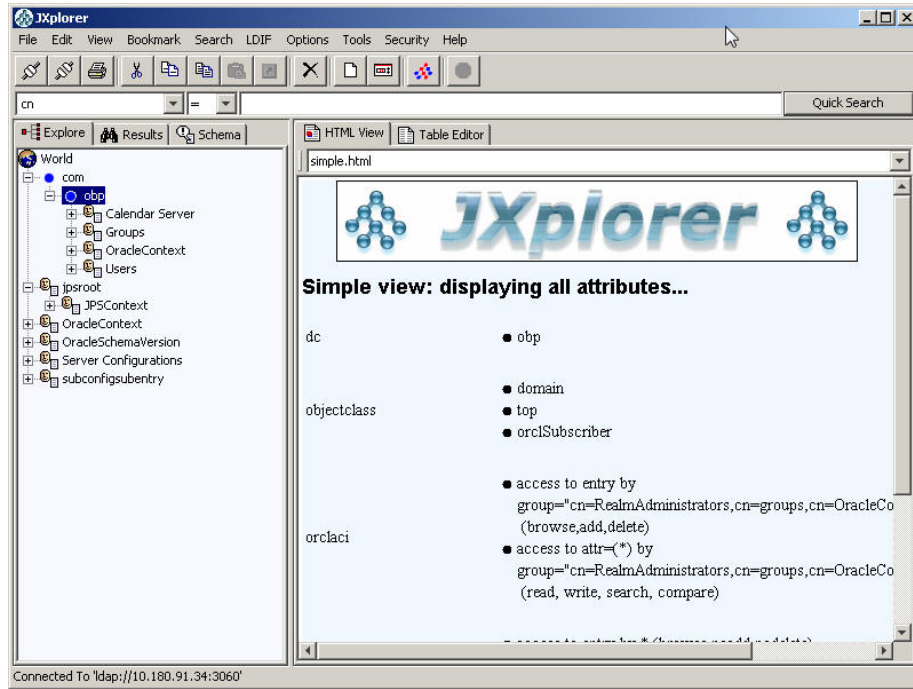 JXplorer
File Edit View Bookmark Search LDIF Options Tools Security Help
cn = Quick Search
Explore Results Schema
HTML View Table Editor
World
com
obp
Calendar Server
Groups
OracleContext
Users
jpsroot
JPSContext
OracleContext
OracleSchemaVersion
Server Configurations
subconfigsubentry
simple.html
JXplorer
Simple view: displaying all attributes...
dc
obp
objectclass
domain
top
orclSubscriber
orclaci
access to entry by
group="cn=RealmAdministrators,cn=groups,cn=OracleCo
(browse,add,delete)
access to attr=(*) by
group="cn=RealmAdministrators,cn=groups,cn=OracleCo
(read, write, search, compare)
Connected To 'ldap://10.180.91.34:3060'